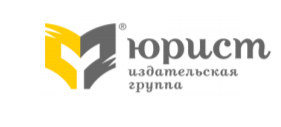 ® юрист
издательская
группа